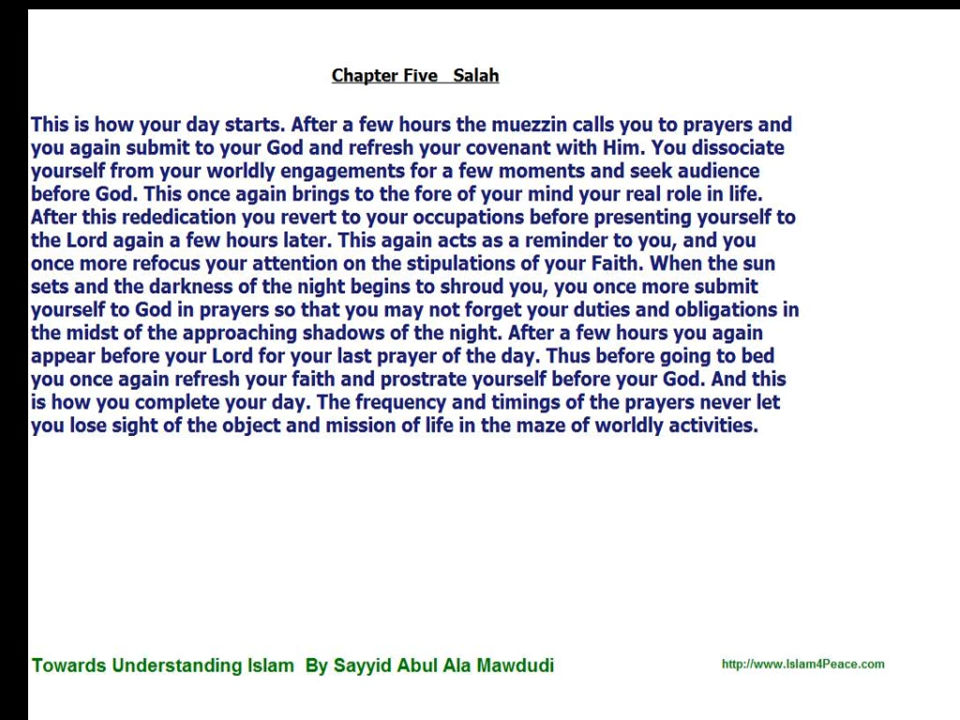 Chapter Five Salah
This is how your day starts. After a few hours the muezzin calls you to prayers and
you again submit to your God and refresh your covenant with Him. You dissociate
yourself from your worldly engagements for a few moments and seek audience
before God. This once again brings to the fore of your mind your real role in life.
After this rededication you revert to your occupations before presenting yourself to
the Lord again a few hours later. This again acts as a reminder to you, and you
once more refocus your attention on the stipulations of your Faith. When the sun
sets and the darkness of the night begins to shroud you, you once more submit
yourself to God in prayers so that you may not forget your duties and obligations in
the midst of the approaching shadows of the night. After a few hours you again
appear before your Lord for your last prayer of the day. Thus before going to bed
you once again refresh your faith and prostrate yourself before your God. And this
is how you complete your day. The frequency and timings of the prayers never let
you lose sight of the object and mission of life in the maze of worldly activities.
Towards Understanding Islam By Sayyid Abul Ala Mawdudi
http://www.Islam4Peace.com